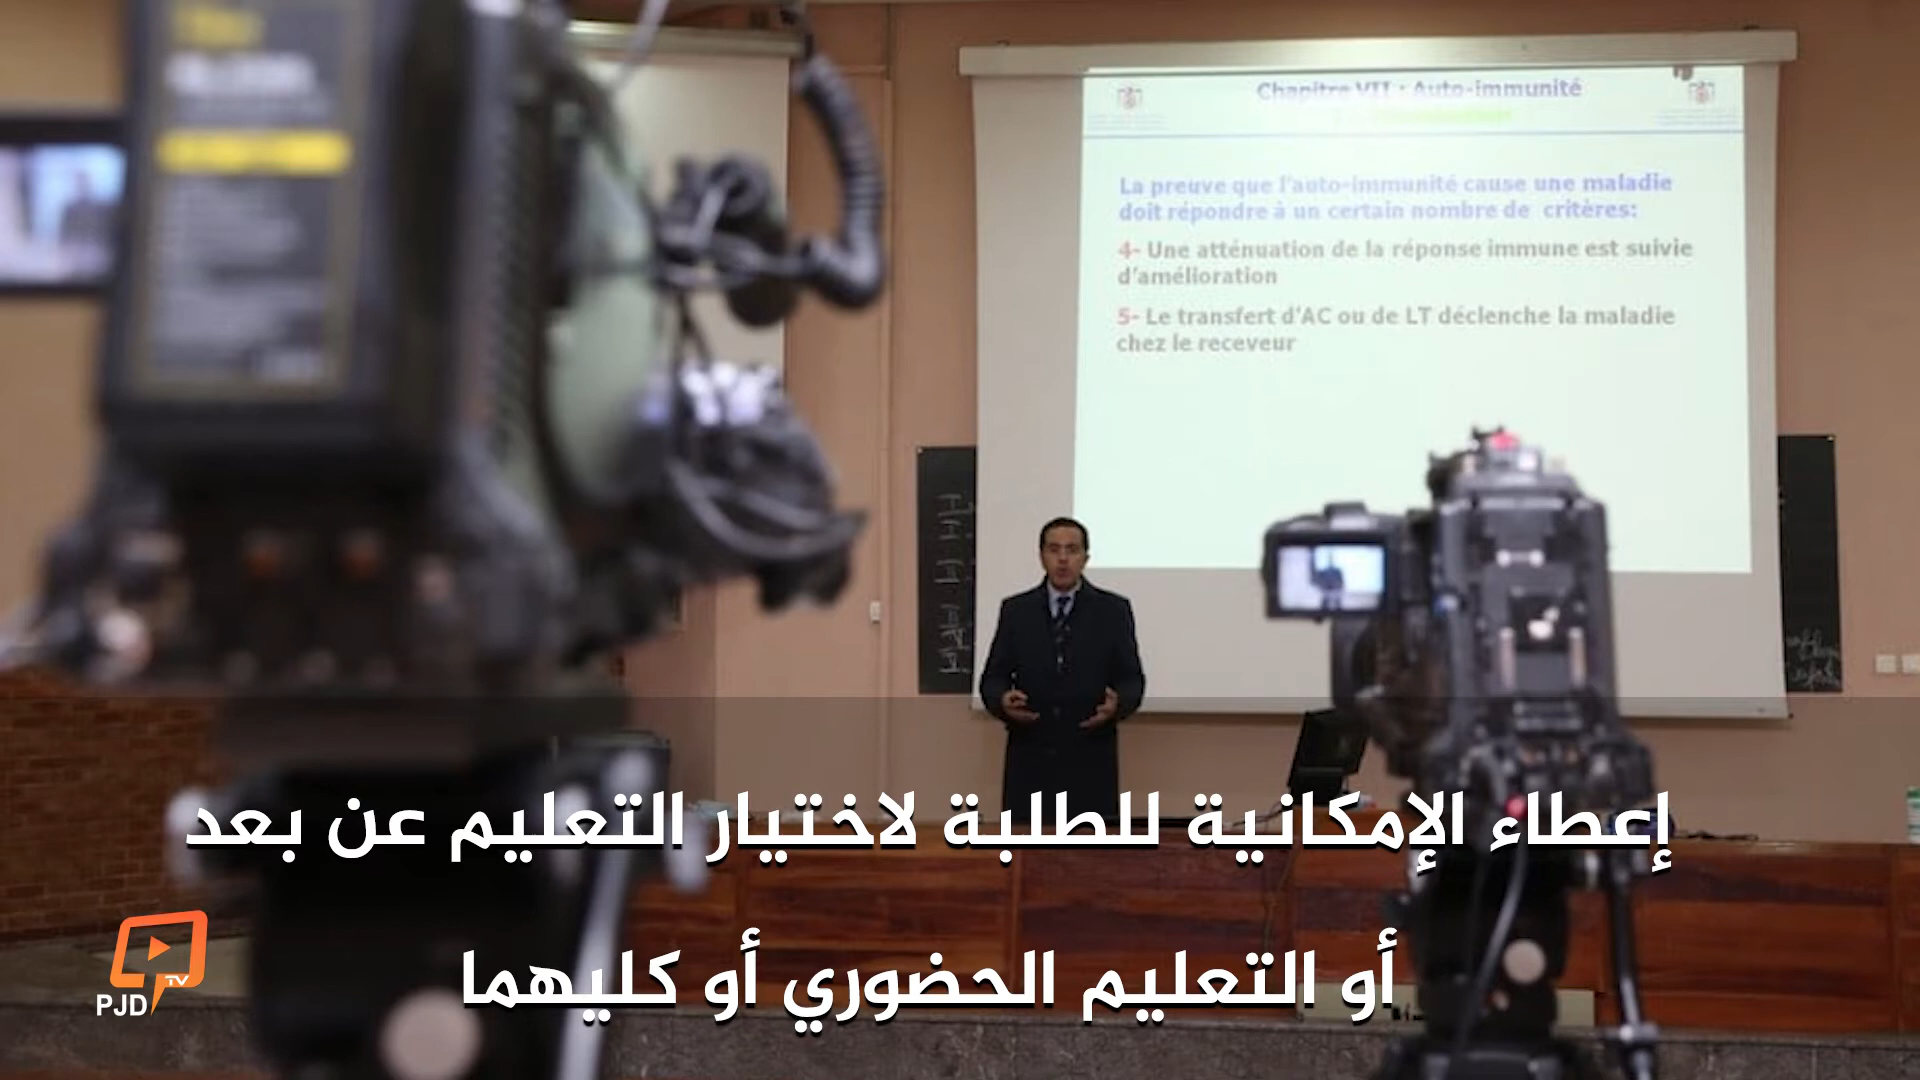 Chapitre VII : Auto-immunité
La preuve que l'auto-immunité cause une maladie
doit répondre à un certain nombre de critères:
4- Une atténuation de la réponse immune est suivie
d'amélioration
5- Le transfert d'AC ou de LT déclenche la maladie
chez le receveur
إعطاء الإمكانية للطلبة لاختيار التعليم عن بعد
أو التعليم الحضوري أو كليهما
TV
PJD